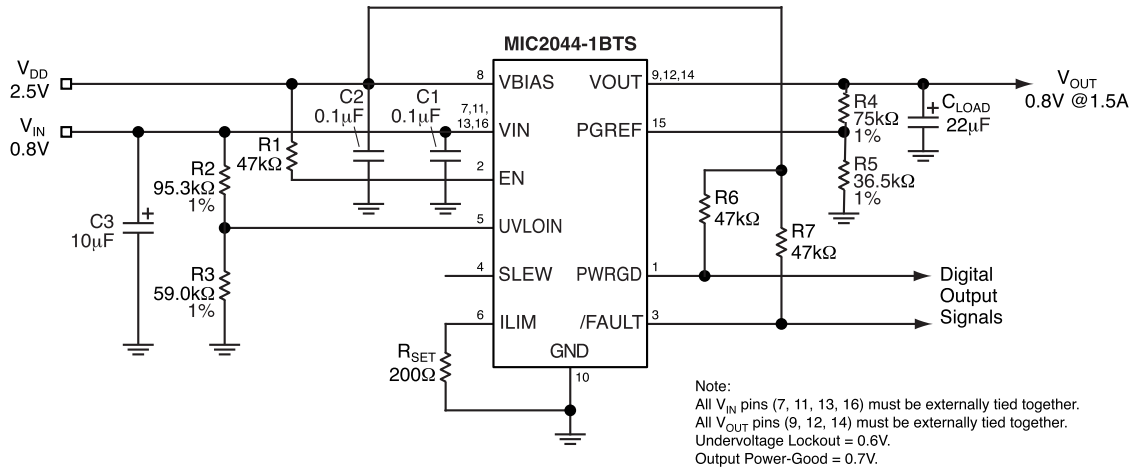 MIC2044-1BTS
VDD
2.5V
VIN
0.8V
8
VBIAS
VOUT
9,12,14
VOUT
0.8V @1.5A
C2
0.1µF
C1
0.1µF
7,11,
13,16
VIN
PGREF
15
R4
75kΩ
1%
CLOAD
22µF
+
R1
47kΩ
2
EN
R2
95.3kΩ
1%
R5
36.5kΩ
1%
R6
47kΩ
C3
10µF
+
5
UVLOIN
R7
47kΩ
R3
59.0kΩ
1%
4
SLEW
PWRGD
1
Digital
Output
Signals
6
ILIM
/FAULT
3
RSET
200Ω
GND
10
Note:
All VIN pins (7, 11, 13, 16) must be externally tied together.
All VOUT pins (9, 12, 14) must be externally tied together.
Undervoltage Lockout = 0.6V.
Output Power-Good = 0.7V.